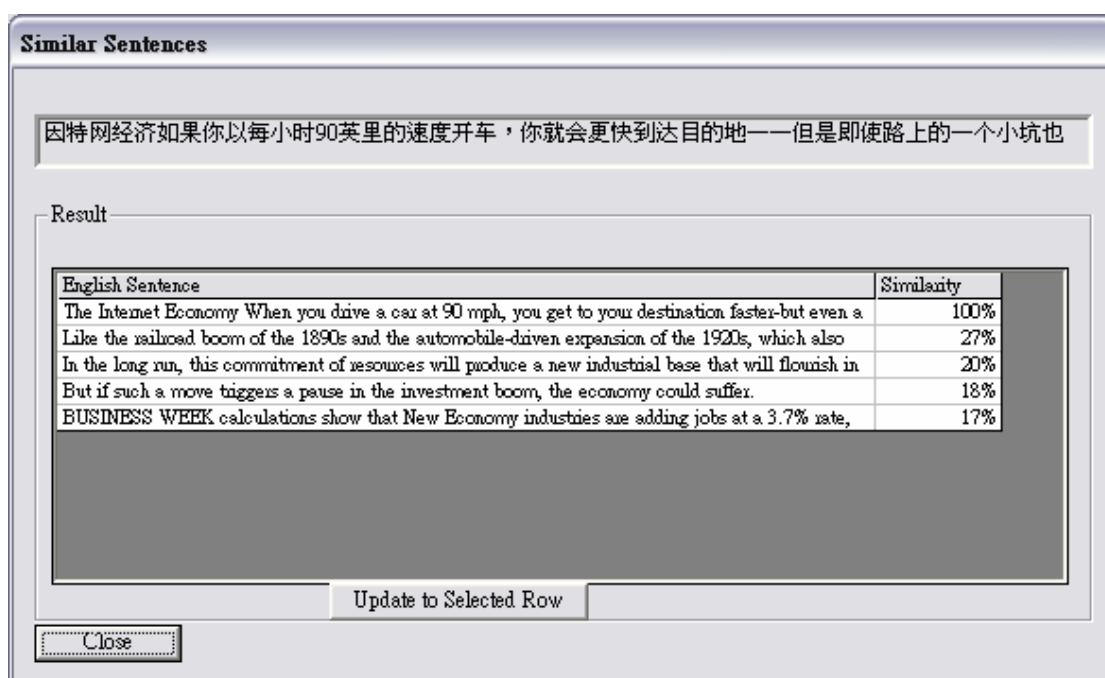 Similar Sentences
因特网经济如果你以每小时90英里的速度开车，你就会更快到达目的地一一但是即使路上的一个小坑也
Result
English Sentence Similarity
The Internet Economy When you drive a car at 90 mph, you get to your destination faster-but even a 100%
Like the railroad boom of the 1890s and the automobile-driven expansion of the 1920s, which also 27%
In the long run, this commitment of resources will produce a new industrial base that will flourish in 20%
But if such a move triggers a pause in the investment boom, the economy could suffer. 18%
BUSINESS WEEK calculations show that New Economy industries are adding jobs at a 3.7% rate, 17%
Update to Selected Row
Close